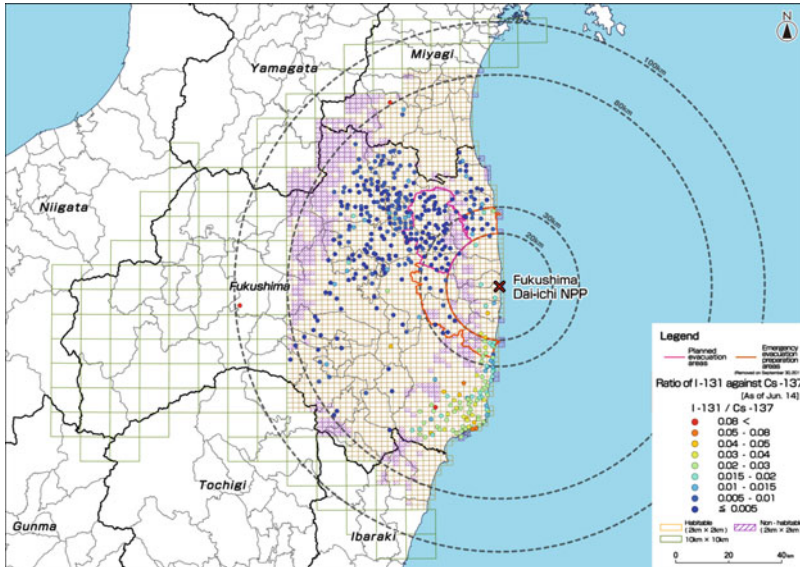 N
Miyagi
100km
Yamagata
80km
Niigata
30km
20km
Fukushima
Fukushima
Dai-ichi NPP
Legend
Planned
evacuation
areas
Emergency
evacuation
preparation
areas
Ratio of I-131 against Cs-137
[As of Jun. 14]
I-131 / Cs-137
0.08 <
0.05 - 0.08
0.04 - 0.05
0.03 - 0.04
0.02 - 0.03
0.015 - 0.02
0.01 - 0.015
0.005 - 0.01
≦ 0.005
Habitable
(2km × 2km)
Non-habitable
(2km × 2km)
10km × 10km
0 20 40km
Tochigi
Gunma
Ibaraki